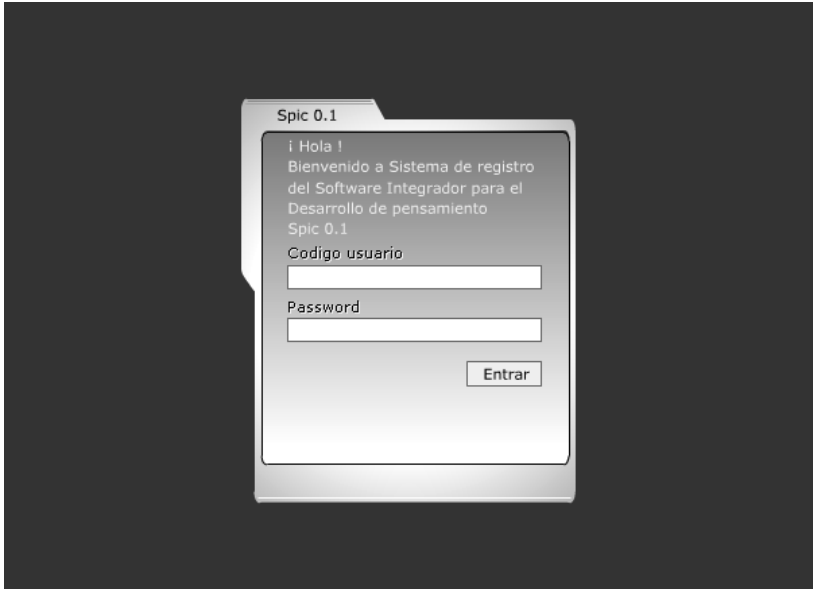 Spic 0.1
¡ Hola !
Bienvenido a Sistema de registro
del Software Integrador para el
Desarrollo de pensamiento
Spic 0.1
Codigo usuario
Password
Entrar